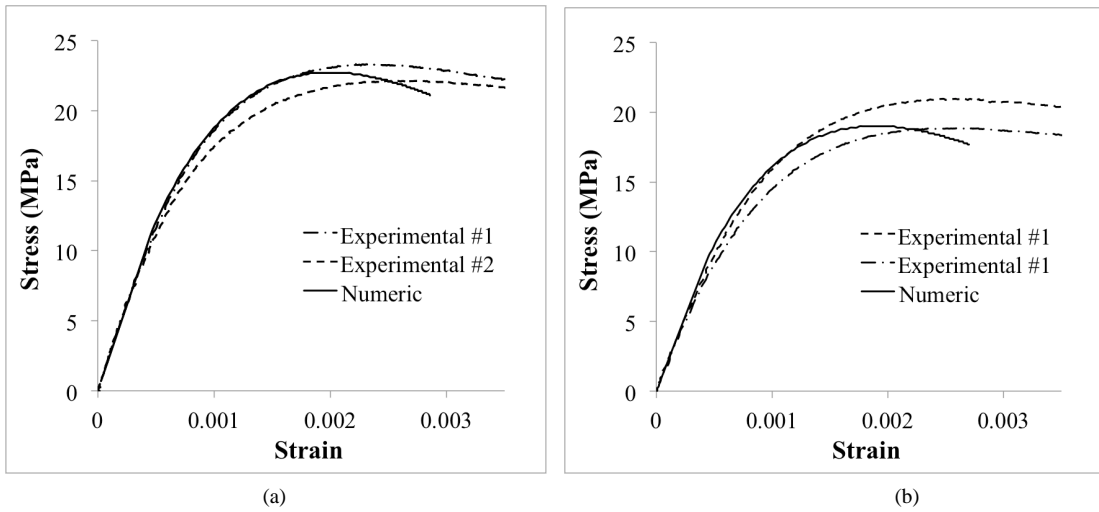 25
20
15
10
5
0
Stress (MPa)
Experimental #1
Experimental #2
Numeric
0 0.001 0.002 0.003
Strain
(a)
25
20
15
10
5
0
Stress (MPa)
Experimental #1
Experimental #1
Numeric
0 0.001 0.002 0.003
Strain
(b)